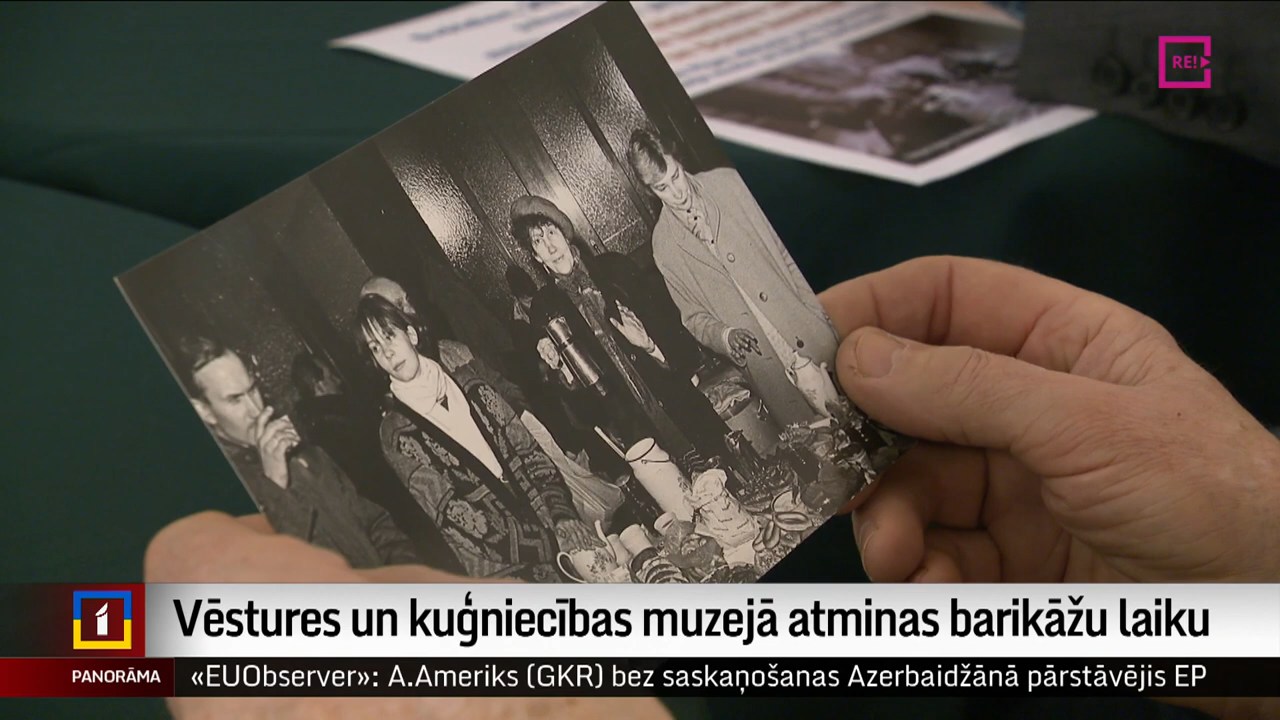 RE!
Vēstures un kuģniecības muzejā atminas barikāžu laiku
1
PANORĀMA
«EUObserver»: A.Ameriks (GKR) bez saskaņošanas Azerbaidžānā pārstāvējis EP